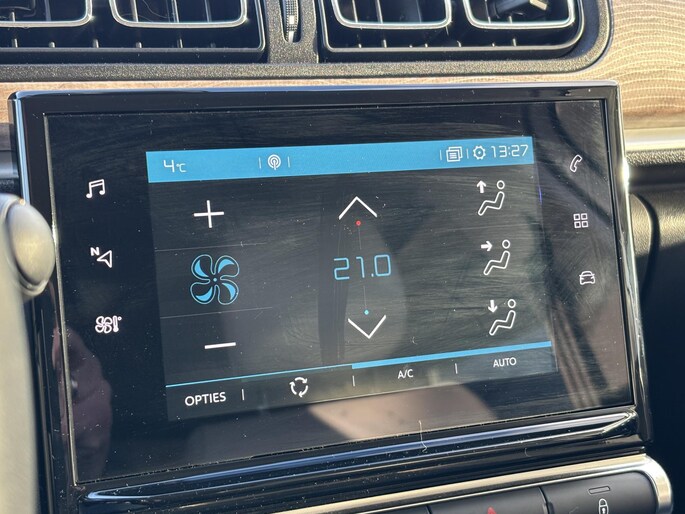 4°C
13:27
N
21.0
OPTIES
A/C
AUTO